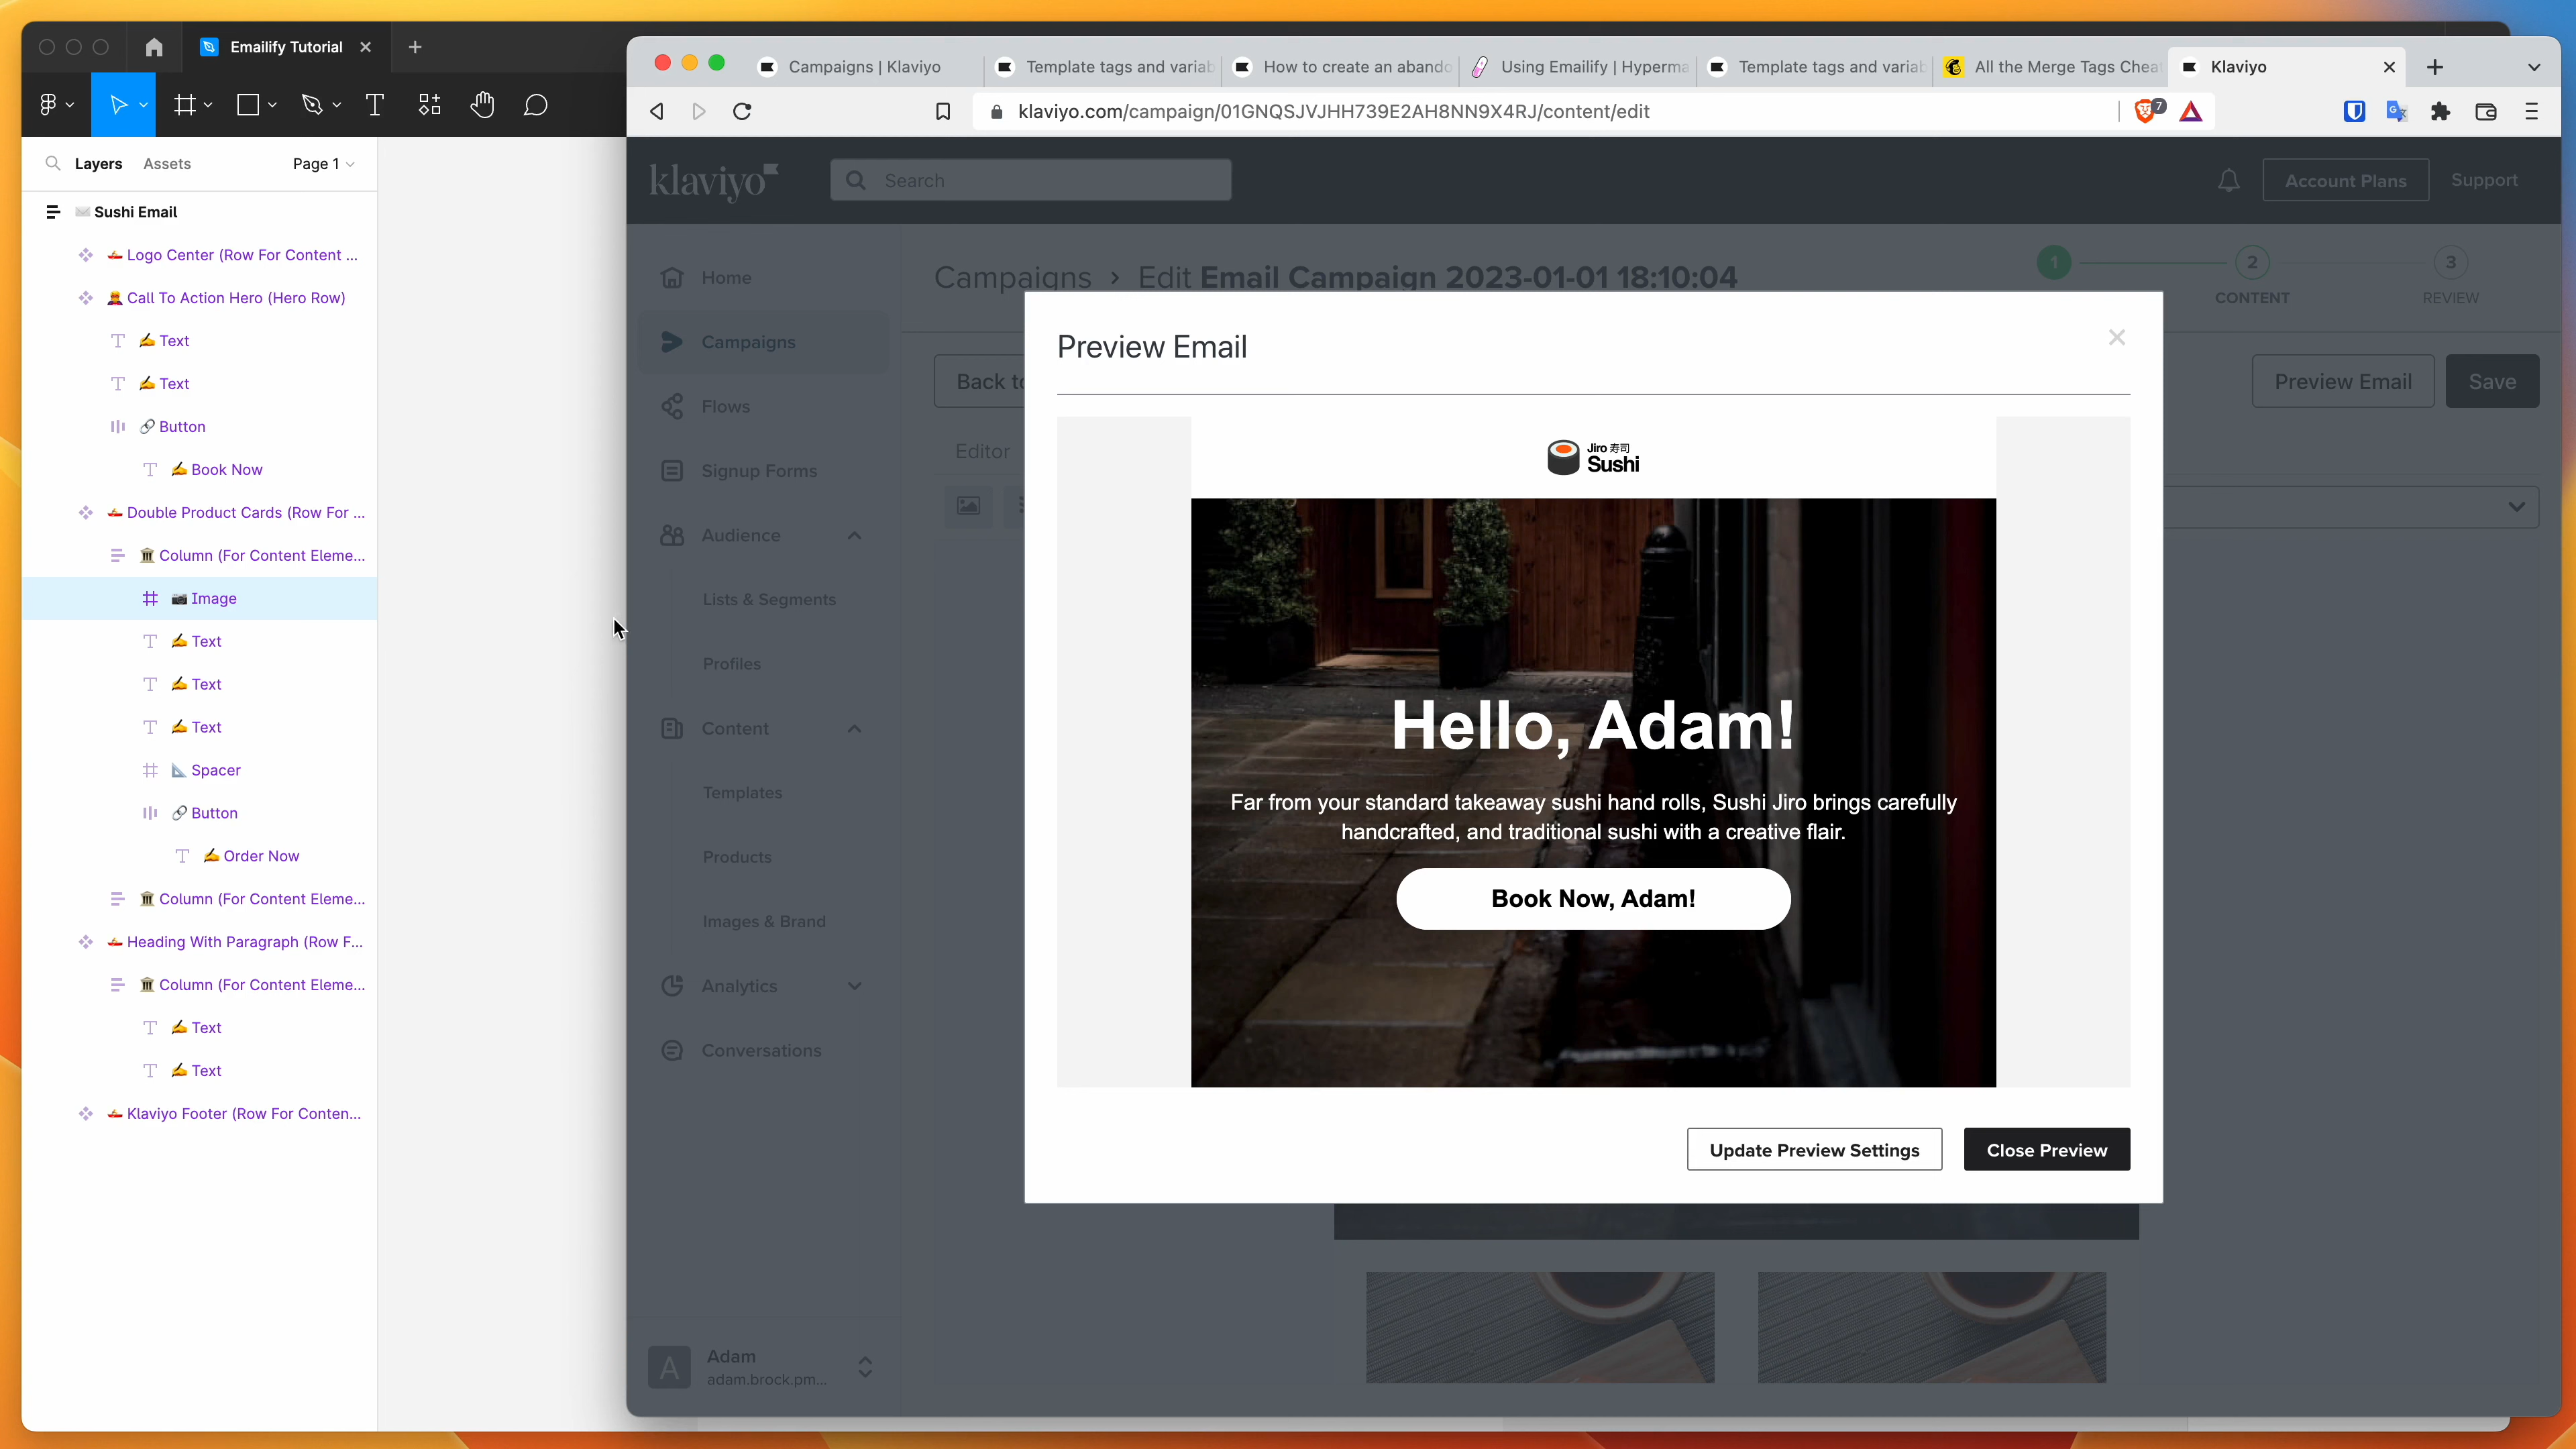 Emailify Tutorial
Layers
Assets
Page 1
Sushi Email
Logo Center (Row For Content ...
Call To Action Hero (Hero Row)
Text
Text
Button
Book Now
Double Product Cards (Row For ...
Column (For Content Eleme...
Image
Text
Text
Text
Spacer
Button
Order Now
Column (For Content Eleme...
Heading With Paragraph (Row F...
Column (For Content Eleme...
Text
Text
Klaviyo Footer (Row For Conten...
Campaigns | Klaviyo
Template tags and variab
How to create an abando
Using Emailify | Hyperma
Template tags and variab
All the Merge Tags Cheat
Klaviyo
klaviyo.com/campaign/01GNQSJVJHH739E2AH8NN9X4RJ/content/edit
7
klaviyo
Search
Account Plans
Support
Home
Campaigns
Flows
Signup Forms
Audience
Lists & Segments
Profiles
Content
Templates
Products
Images & Brand
Analytics
Conversations
A
Adam
adam.brock.pm...
Campaigns › Edit Email Campaign 2023-01-01 18:10:04
1
2
3
CONTENT
REVIEW
Back to
Preview Email
Save
Editor
Preview Email
Jiro 寿司
Sushi
Hello, Adam!
Far from your standard takeaway sushi hand rolls, Sushi Jiro brings carefully
handcrafted, and traditional sushi with a creative flair.
Book Now, Adam!
Update Preview Settings
Close Preview